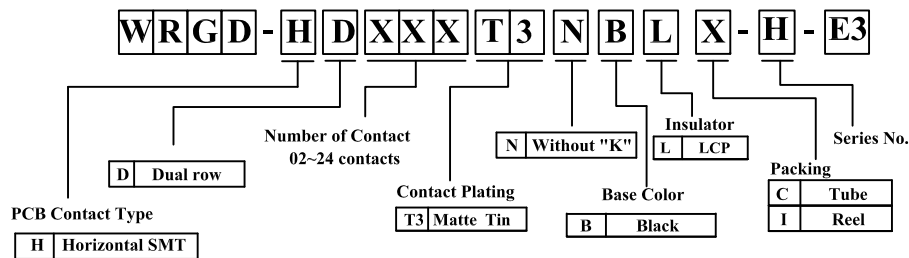 WRGD-HDXXXT3NBLX-H-E3
Number of Contact
02~24 contacts
Insulator
L LCP
Series No.
N Without "K"
D Dual row
Packing
C Tube
I Reel
Contact Plating
T3 Matte Tin
Base Color
B Black
PCB Contact Type
H Horizontal SMT